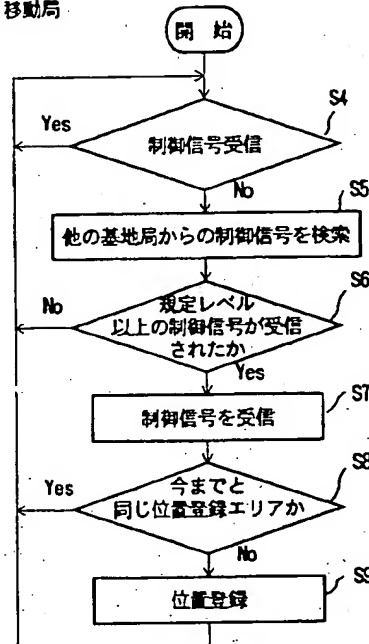 移動局
開 始
S4
Yes
制御信号受信
No
S5
他の基地局からの制御信号を検索
S6
No
規定レベル
以上の制御信号が受信
されたか
Yes
S7
制御信号を受信
S8
Yes
今までと
同じ位置登録エリアか
No
S9
位置登録